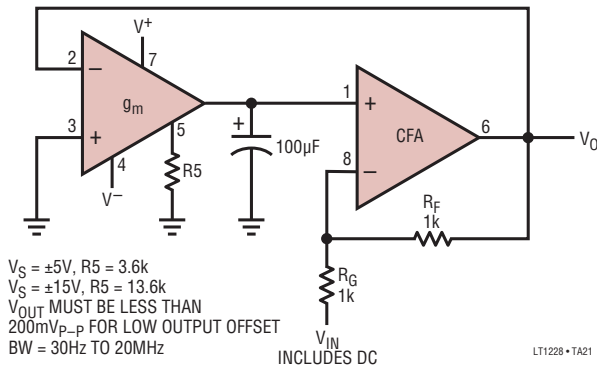 V+
2
−
7
gm
3
+
5
4
V−
R5
+
100µF
1
+
CFA
6
8
−
VO
RF
1k
RG
1k
VIN
INCLUDES DC
VS = ±5V, R5 = 3.6k
VS = ±15V, R5 = 13.6k
VOUT MUST BE LESS THAN
200mVP–P FOR LOW OUTPUT OFFSET
BW = 30Hz TO 20MHz
LT1228 • TA21